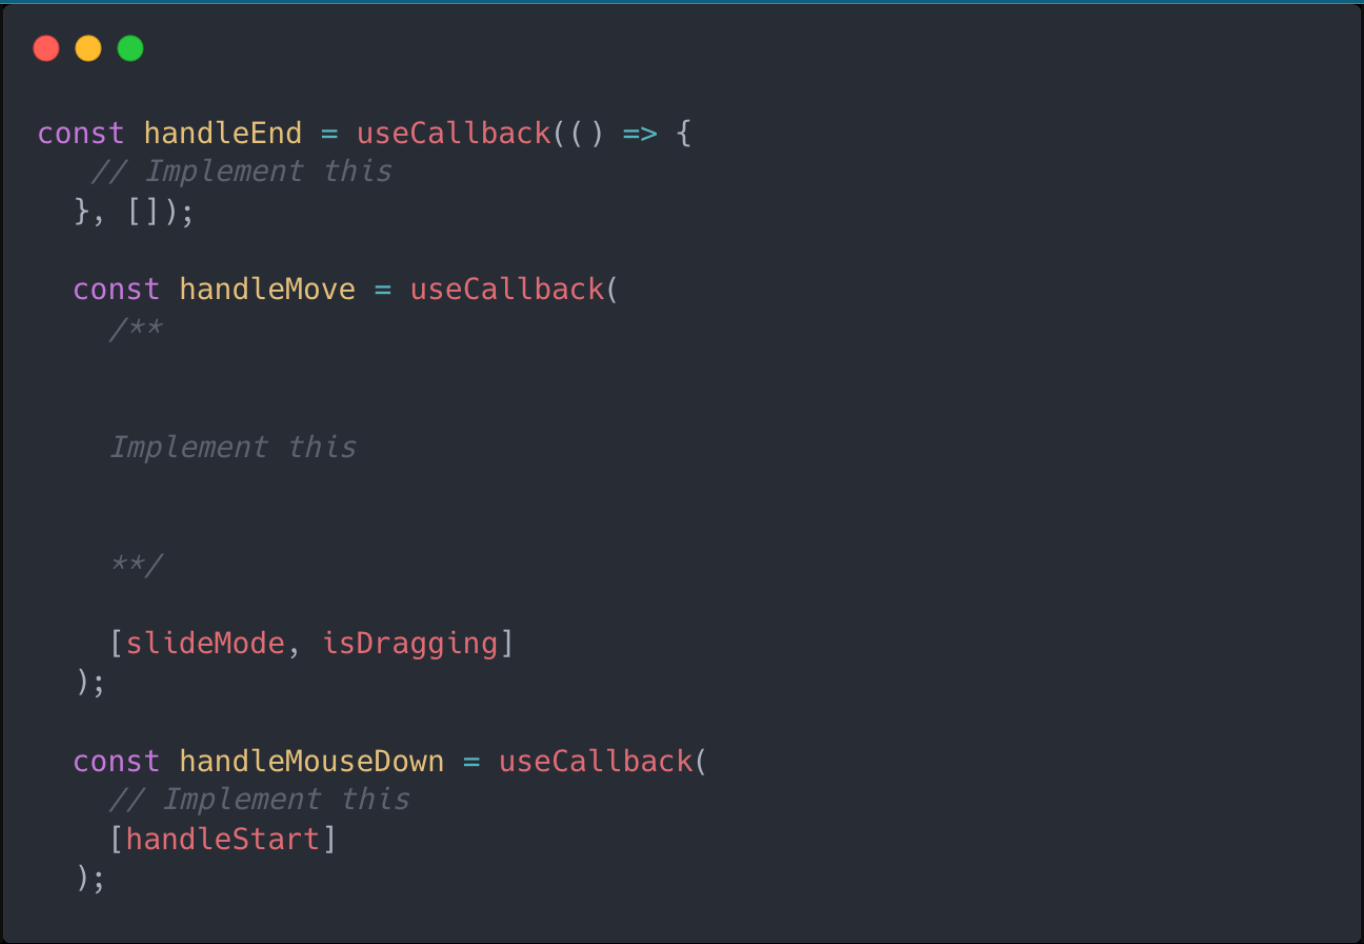 const handleEnd = useCallback(() => {
// Implement this
}, []);
const handleMove = useCallback(
/**
Implement this
**/
[slideMode, isDragging]
);
const handleMouseDown = useCallback(
// Implement this
[handleStart]
);